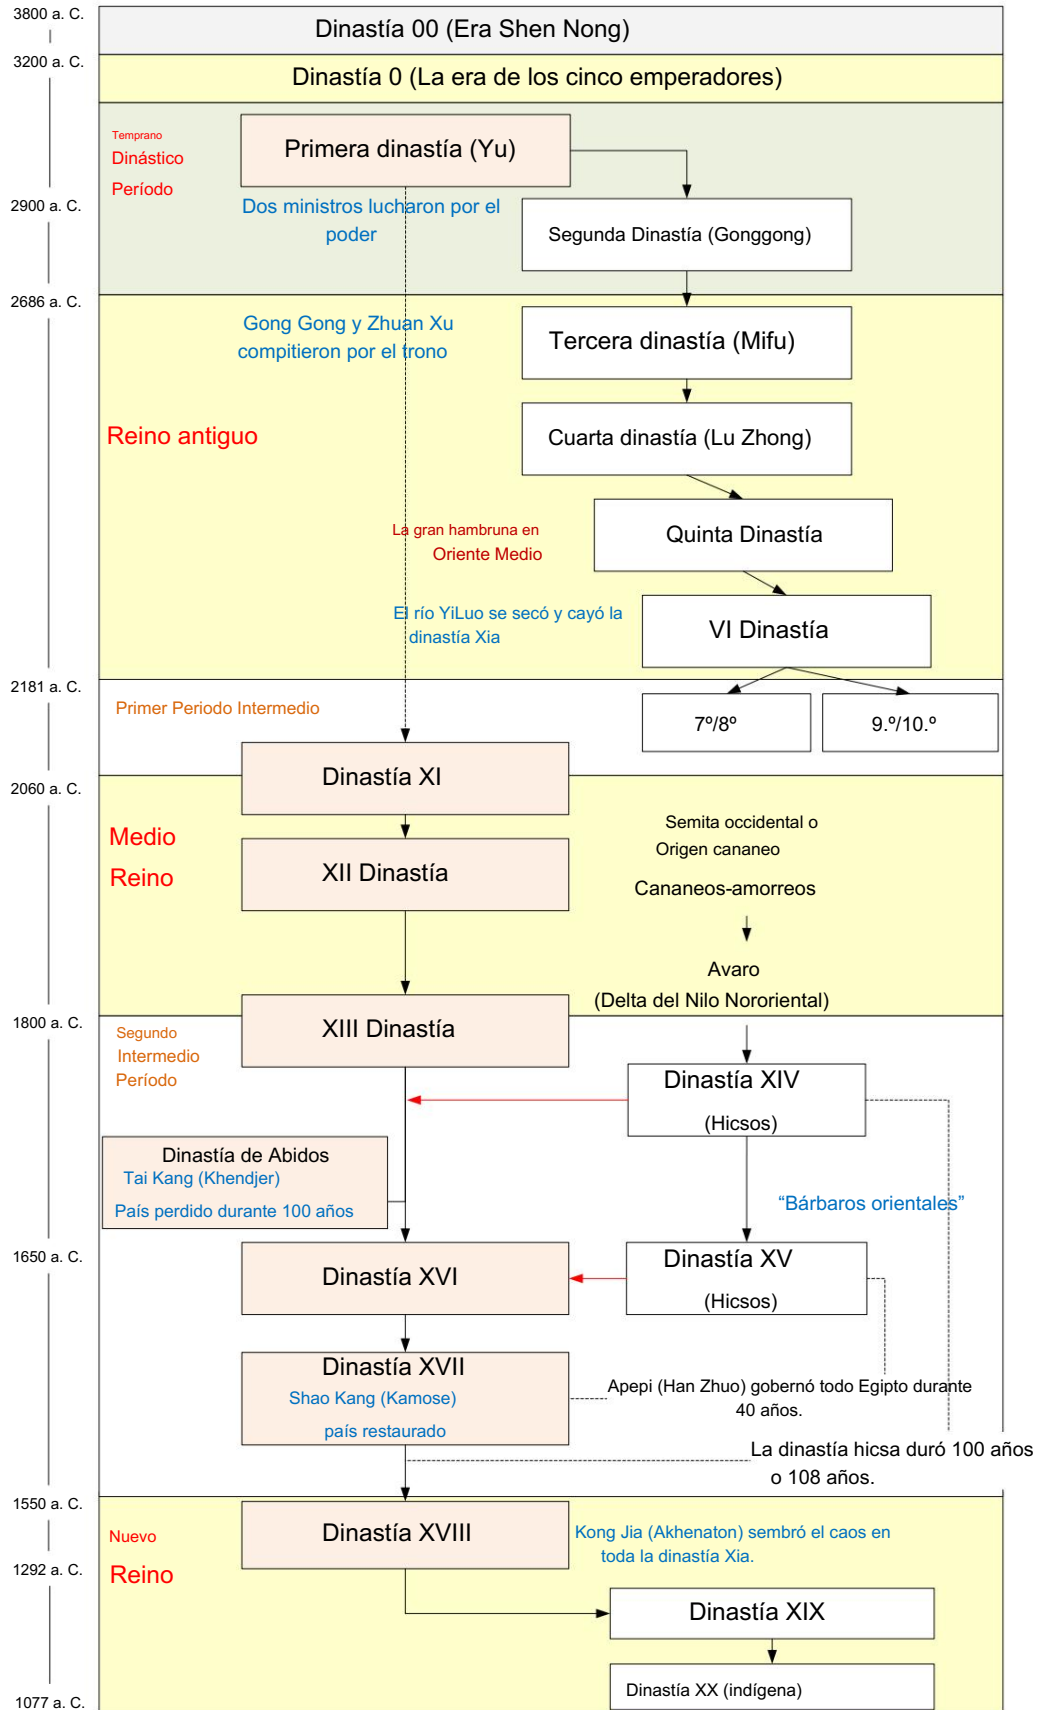 3800 a. C.
Dinastía 00 (Era Shen Nong)
3200 a. C.
Dinastía 0 (La era de los cinco emperadores)
Temprano
Dinástico
Período
Primera dinastía (Yu)
2900 a. C.
Dos ministros lucharon por el
poder
Segunda Dinastía (Gonggong)
2686 a. C.
Gong Gong y Zhuan Xu
compitieron por el trono
Tercera dinastía (Mifu)
Reino antiguo
Cuarta dinastía (Lu Zhong)
La gran hambruna en
Oriente Medio
Quinta Dinastía
El río YiLuo se secó y cayó la
dinastía Xia
VI Dinastía
2181 a. C.
Primer Periodo Intermedio
7º/8º
9.º/10.º
Dinastía XI
2060 a. C.
Medio
Reino
XII Dinastía
Semita occidental o
Origen cananeo
Cananeos-amorreos
Avaro
(Delta del Nilo Nororiental)
1800 a. C.
XIII Dinastía
Segundo
Intermedio
Período
Dinastía XIV
(Hicsos)
Dinastía de Abidos
Tai Kang (Khendjer)
País perdido durante 100 años
“Bárbaros orientales”
1650 a. C.
Dinastía XVI
Dinastía XV
(Hicsos)
Dinastía XVII
Shao Kang (Kamose)
país restaurado
Apepi (Han Zhuo) gobernó todo Egipto durante
40 años.
La dinastía hicsa duró 100 años
o 108 años.
1550 a. C.
Nuevo
Reino
Dinastía XVIII
Kong Jia (Akhenaton) sembró el caos en
toda la dinastía Xia.
1292 a. C.
Dinastía XIX
Dinastía XX (indígena)
1077 a. C.